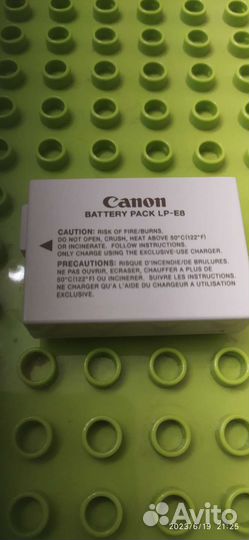 Canon
BATTERY PACK LP-E8
CAUTION: RISK OF FIRE/BURNS.
DO NOT OPEN, CRUSH, HEAT ABOVE 50°C(122°F)
OR INCINERATE. FOLLOW INSTRUCTIONS.
ONLY CHARGE USING THE EXCLUSIVE-USE CHARGER.
PRECAUTIONS: RISQUE D'INCENDIE/DE BRULURES.
NE PAS OUVRIR, ECRASER, CHAUFFER A PLUS DE
50°C(122°F) OU INCINERER. SUIVRE LES INSTRUCTIONS.
NE CHARGER QU'A L'AIDE DU CHARGEUR A UTILISATION
EXCLUSIVE.
Avito
2023/6/19 21:25